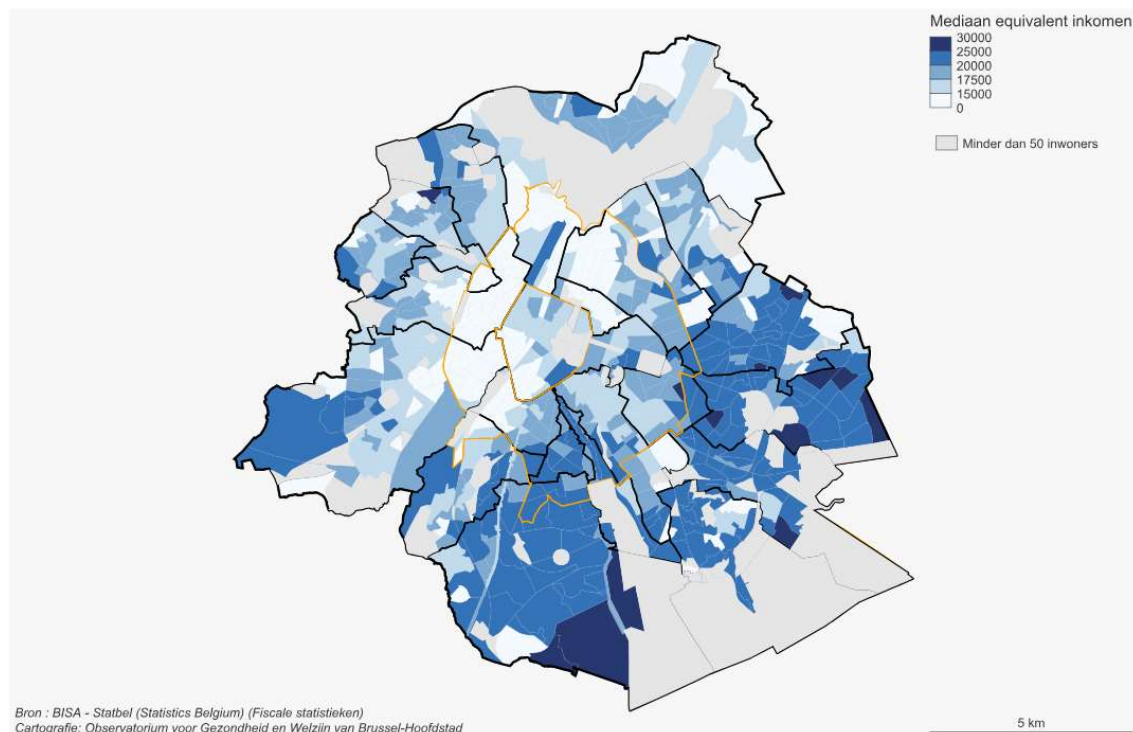 Mediaan equivalent inkomen
30000
25000
20000
17500
15000
0
Minder dan 50 inwoners
Bron : BISA - Statbel (Statistics Belgium) (Fiscale statistieken)
Cartografie: Observatorium voor Gezondheid en Welzijn van Brussel-Hoofdstad
5 km